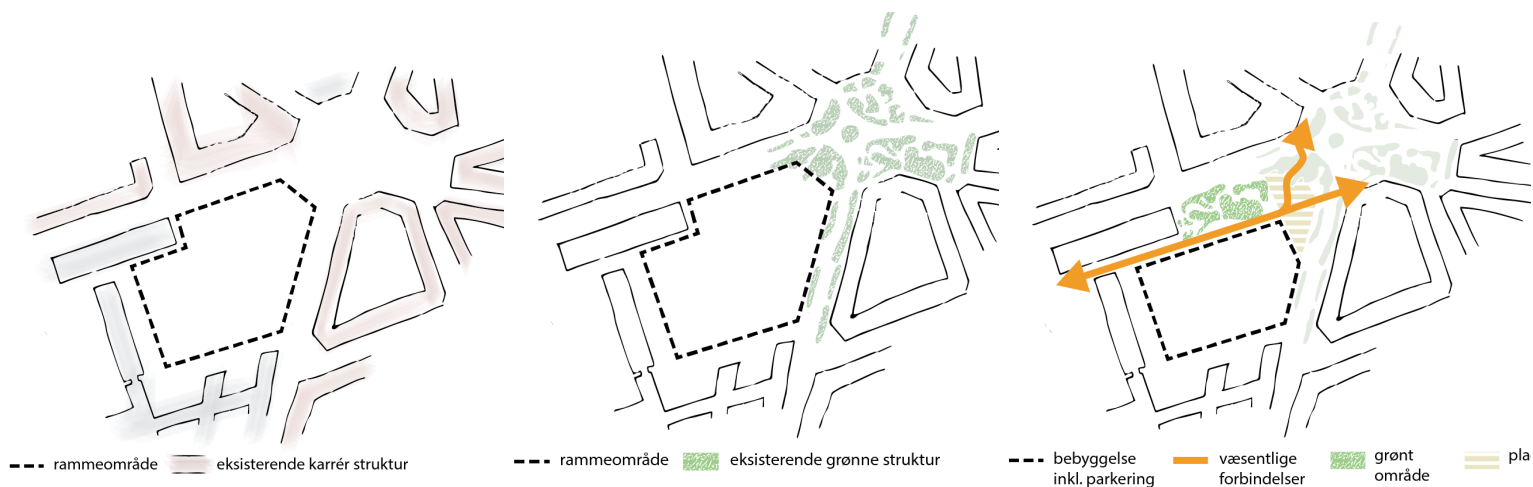 rammeområde
eksisterende karrér struktur
rammeområde
eksisterende grønne struktur
bebyggelse
inkl. parkering
væsentlige
forbindelser
grønt
område